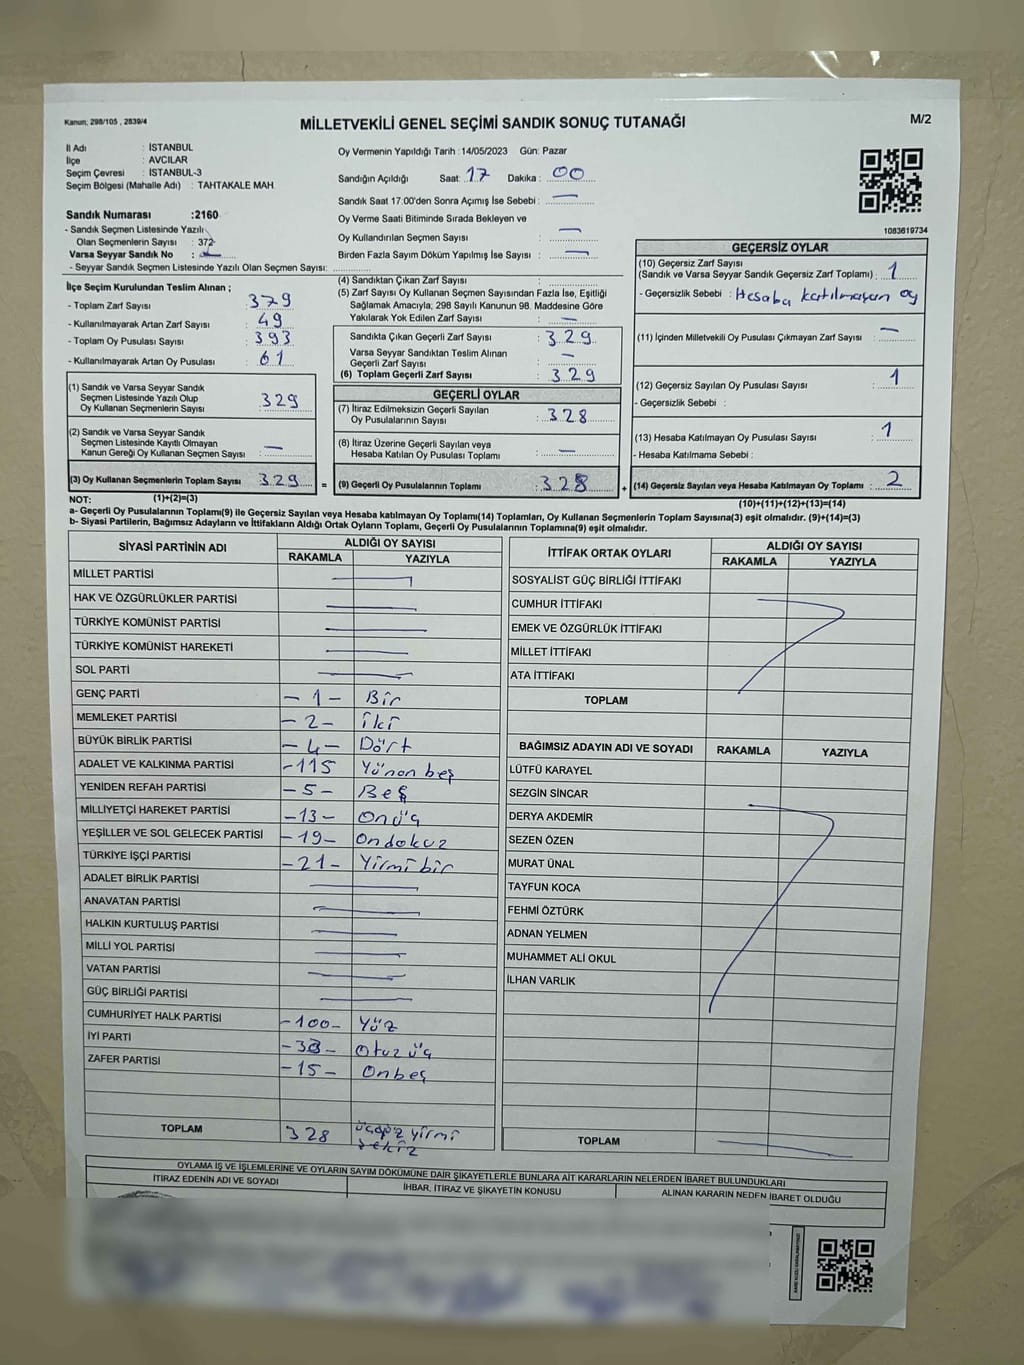 Kanun; 298/105 , 2839/4
MİLLETVEKİLİ GENEL SEÇİMİ SANDIK SONUÇ TUTANAĞI
M/2
İl Adı : İSTANBUL
İlçe : AVCILAR
Seçim Çevresi : İSTANBUL-3
Seçim Bölgesi (Mahalle Adı) : TAHTAKALE MAH.
Sandık Numarası :2160
- Sandık Seçmen Listesinde Yazılı
Olan Seçmenlerin Sayısı : 372
Varsa Seyyar Sandık No :
- Seyyar Sandık Seçmen Listesinde Yazılı Olan Seçmen Sayısı:
Oy Vermenin Yapıldığı Tarih :14/05/2023 Gün: Pazar
Sandığın Açıldığı Saat: 17 Dakika : 00
Sandık Saat 17:00'den Sonra Açımış İse Sebebi : —
Oy Verme Saati Bitiminde Sırada Bekleyen ve
Oy Kullandırılan Seçmen Sayısı : —
Birden Fazla Sayım Döküm Yapılmış İse Sayısı : —
1083619734
İlçe Seçim Kurulundan Teslim Alınan ;
- Toplam Zarf Sayısı : 379
- Kullanılmayarak Artan Zarf Sayısı : 49
- Toplam Oy Pusulası Sayısı : 393
- Kullanılmayarak Artan Oy Pusulası : 61
(1) Sandık ve Varsa Seyyar Sandık
Seçmen Listesinde Yazılı Olup
Oy Kullanan Seçmenlerin Sayısı : 329
(2) Sandık ve Varsa Seyyar Sandık
Seçmen Listesinde Kayıtlı Olmayan
Kanun Gereği Oy Kullanan Seçmen Sayısı : —
(3) Oy Kullanan Seçmenlerin Toplam Sayısı : 329 =
(4) Sandıktan Çıkan Zarf Sayısı :
(5) Zarf Sayısı Oy Kullanan Seçmen Sayısından Fazla İse, Eşitliği
Sağlamak Amacıyla; 298 Sayılı Kanunun 98. Maddesine Göre
Yakılarak Yok Edilen Zarf Sayısı : —
Sandıkta Çıkan Geçerli Zarf Sayısı : 329
Varsa Seyyar Sandıktan Teslim Alınan
Geçerli Zarf Sayısı : —
(6) Toplam Geçerli Zarf Sayısı : 329
GEÇERLİ OYLAR
(7) İtiraz Edilmeksizin Geçerli Sayılan
Oy Pusulalarının Sayısı : 328
(8) İtiraz Üzerine Geçerli Sayılan veya
Hesaba Katılan Oy Pusulası Toplamı : —
(9) Geçerli Oy Pusulalarının Toplamı : 328 +
GEÇERSİZ OYLAR
(10) Geçersiz Zarf Sayısı
(Sandık ve Varsa Seyyar Sandık Geçersiz Zarf Toplamı) : 1
- Geçersizlik Sebebi : Hesaba katılmayan oy
(11) İçinden Milletvekili Oy Pusulası Çıkmayan Zarf Sayısı : —
(12) Geçersiz Sayılan Oy Pusulası Sayısı : 1
- Geçersizlik Sebebi :
(13) Hesaba Katılmayan Oy Pusulası Sayısı : 1
- Hesaba Katılmama Sebebi :
(14) Geçersiz Sayılan veya Hesaba Katılmayan Oy Toplamı : 2
NOT: (1)+(2)=(3)
(10)+(11)+(12)+(13)=(14)
a- Geçerli Oy Pusulalarının Toplamı(9) ile Geçersiz Sayılan veya Hesaba katılmayan Oy Toplamı(14) Toplamları, Oy Kullanan Seçmenlerin Toplam Sayısına(3) eşit olmalıdır. (9)+(14)=(3)
b- Siyasi Partilerin, Bağımsız Adayların ve İttifakların Aldığı Ortak Oyların Toplamı, Geçerli Oy Pusulalarının Toplamına(9) eşit olmalıdır.
SİYASİ PARTİNİN ADI ALDIĞI OY SAYISI
RAKAMLA YAZIYLA
MİLLET PARTİSİ —
HAK VE ÖZGÜRLÜKLER PARTİSİ —
TÜRKİYE KOMÜNİST PARTİSİ —
TÜRKİYE KOMÜNİST HAREKETİ —
SOL PARTİ —
GENÇ PARTİ -1- Bir
MEMLEKET PARTİSİ -2- İki
BÜYÜK BİRLİK PARTİSİ -4- Dört
ADALET VE KALKINMA PARTİSİ -115 Yünon beş
YENİDEN REFAH PARTİSİ -5- Beş
MİLLİYETÇİ HAREKET PARTİSİ -13- Onüç
YEŞİLLER VE SOL GELECEK PARTİSİ -19- Ondokuz
TÜRKİYE İŞÇİ PARTİSİ -21- Yirmi bir
ADALET BİRLİK PARTİSİ —
ANAVATAN PARTİSİ —
HALKIN KURTULUŞ PARTİSİ —
MİLLİ YOL PARTİSİ —
VATAN PARTİSİ —
GÜÇ BİRLİĞİ PARTİSİ —
CUMHURİYET HALK PARTİSİ -100- Yüz
İYİ PARTİ -33- Otuz üç
ZAFER PARTİSİ -15- Onbeş
TOPLAM 328 üçyüz yirmi
sekiz
İTTİFAK ORTAK OYLARI ALDIĞI OY SAYISI
RAKAMLA YAZIYLA
SOSYALİST GÜÇ BİRLİĞİ İTTİFAKI
CUMHUR İTTİFAKI
EMEK VE ÖZGÜRLÜK İTTİFAKI
MİLLET İTTİFAKI
ATA İTTİFAKI
TOPLAM
BAĞIMSIZ ADAYIN ADI VE SOYADI RAKAMLA YAZIYLA
LÜTFÜ KARAYEL
SEZGİN SİNCAR
DERYA AKDEMİR
SEZEN ÖZEN
MURAT ÜNAL
TAYFUN KOCA
FEHMİ ÖZTÜRK
ADNAN YELMEN
MUHAMMET ALİ OKUL
İLHAN VARLIK
TOPLAM —
OYLAMA İŞ VE İŞLEMLERİNE VE OYLARIN SAYIM DÖKÜMÜNE DAİR ŞİKAYETLERLE BUNLARA AİT KARARLARIN NELERDEN İBARET BULUNDUKLARI
İTİRAZ EDENİN ADI VE SOYADI İHBAR, İTİRAZ VE ŞİKAYETİN KONUSU ALINAN KARARIN NEDEN İBARET OLDUĞU